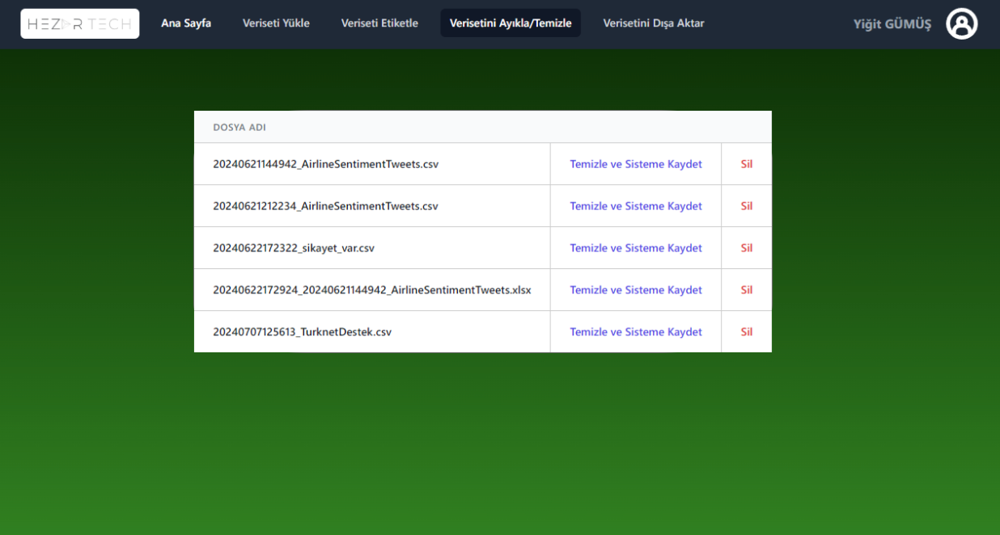 HEZARTECH Ana Sayfa Veriseti Yükle Veriseti Etiketle Verisetini Ayıkla/Temizle Verisetini Dışa Aktar Yiğit GÜMÜŞ
DOSYA ADI
20240621144942_AirlineSentimentTweets.csv Temizle ve Sisteme Kaydet Sil
20240621212234_AirlineSentimentTweets.csv Temizle ve Sisteme Kaydet Sil
20240622172322_sikayet_var.csv Temizle ve Sisteme Kaydet Sil
20240622172924_20240621144942_AirlineSentimentTweets.xlsx Temizle ve Sisteme Kaydet Sil
20240707125613_TurknetDestek.csv Temizle ve Sisteme Kaydet Sil